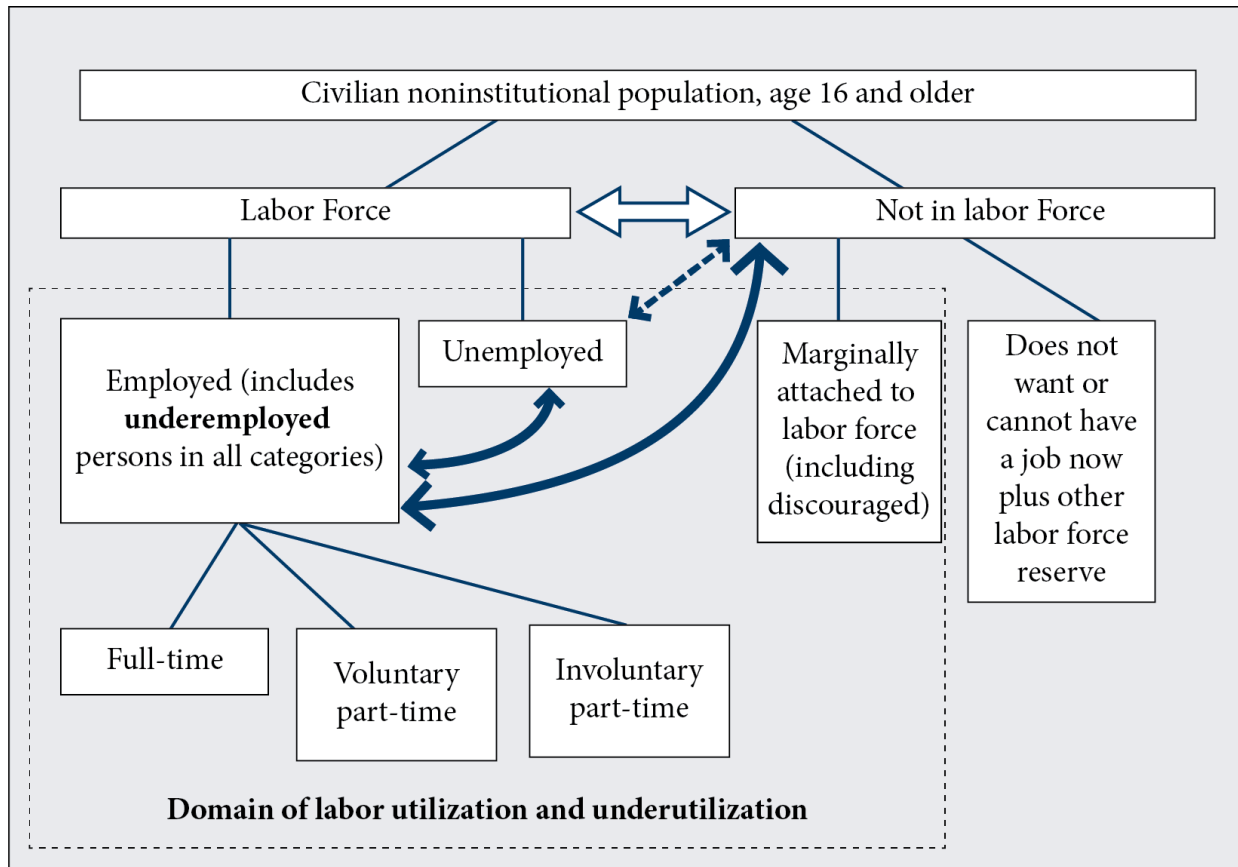 Civilian noninstitutional population, age 16 and older
Labor Force
Not in labor Force
Employed (includes
underemployed
persons in all categories)
Unemployed
Marginally
attached to
labor force
(including
discouraged)
Does not
want or
cannot have
a job now
plus other
labor force
reserve
Full-time
Voluntary
part-time
Involuntary
part-time
Domain of labor utilization and underutilization